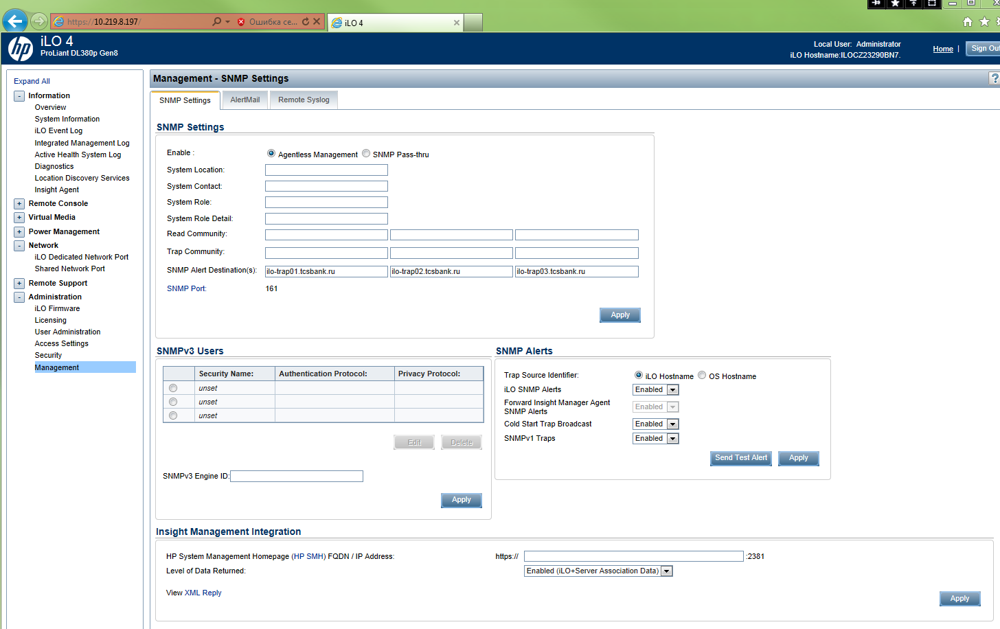 https://10.219.8.197/
Ошибка се...
iLO 4
hp
iLO 4
ProLiant DL380p Gen8
Local User: Administrator
iLO Hostname:ILOCZ23290BN7.
Home |
Sign Ou
Expand All
- Information
Overview
System Information
iLO Event Log
Integrated Management Log
Active Health System Log
Diagnostics
Location Discovery Services
Insight Agent
+ Remote Console
+ Virtual Media
+ Power Management
- Network
iLO Dedicated Network Port
Shared Network Port
+ Remote Support
- Administration
iLO Firmware
Licensing
User Administration
Access Settings
Security
Management
Management - SNMP Settings
?
SNMP Settings AlertMail Remote Syslog
SNMP Settings
Enable : Agentless Management SNMP Pass-thru
System Location:
System Contact:
System Role:
System Role Detail:
Read Community:
Trap Community:
SNMP Alert Destination(s): ilo-trap01.tcsbank.ru ilo-trap02.tcsbank.ru ilo-trap03.tcsbank.ru
SNMP Port: 161
Apply
SNMPv3 Users
Security Name: Authentication Protocol: Privacy Protocol:
unset
unset
unset
Edit Delete
SNMPv3 Engine ID:
Apply
SNMP Alerts
Trap Source Identifier: iLO Hostname OS Hostname
iLO SNMP Alerts Enabled
Forward Insight Manager Agent
SNMP Alerts Enabled
Cold Start Trap Broadcast Enabled
SNMPv1 Traps Enabled
Send Test Alert Apply
Insight Management Integration
HP System Management Homepage (HP SMH) FQDN / IP Address: https:// :2381
Level of Data Returned: Enabled (iLO+Server Association Data)
View XML Reply
Apply